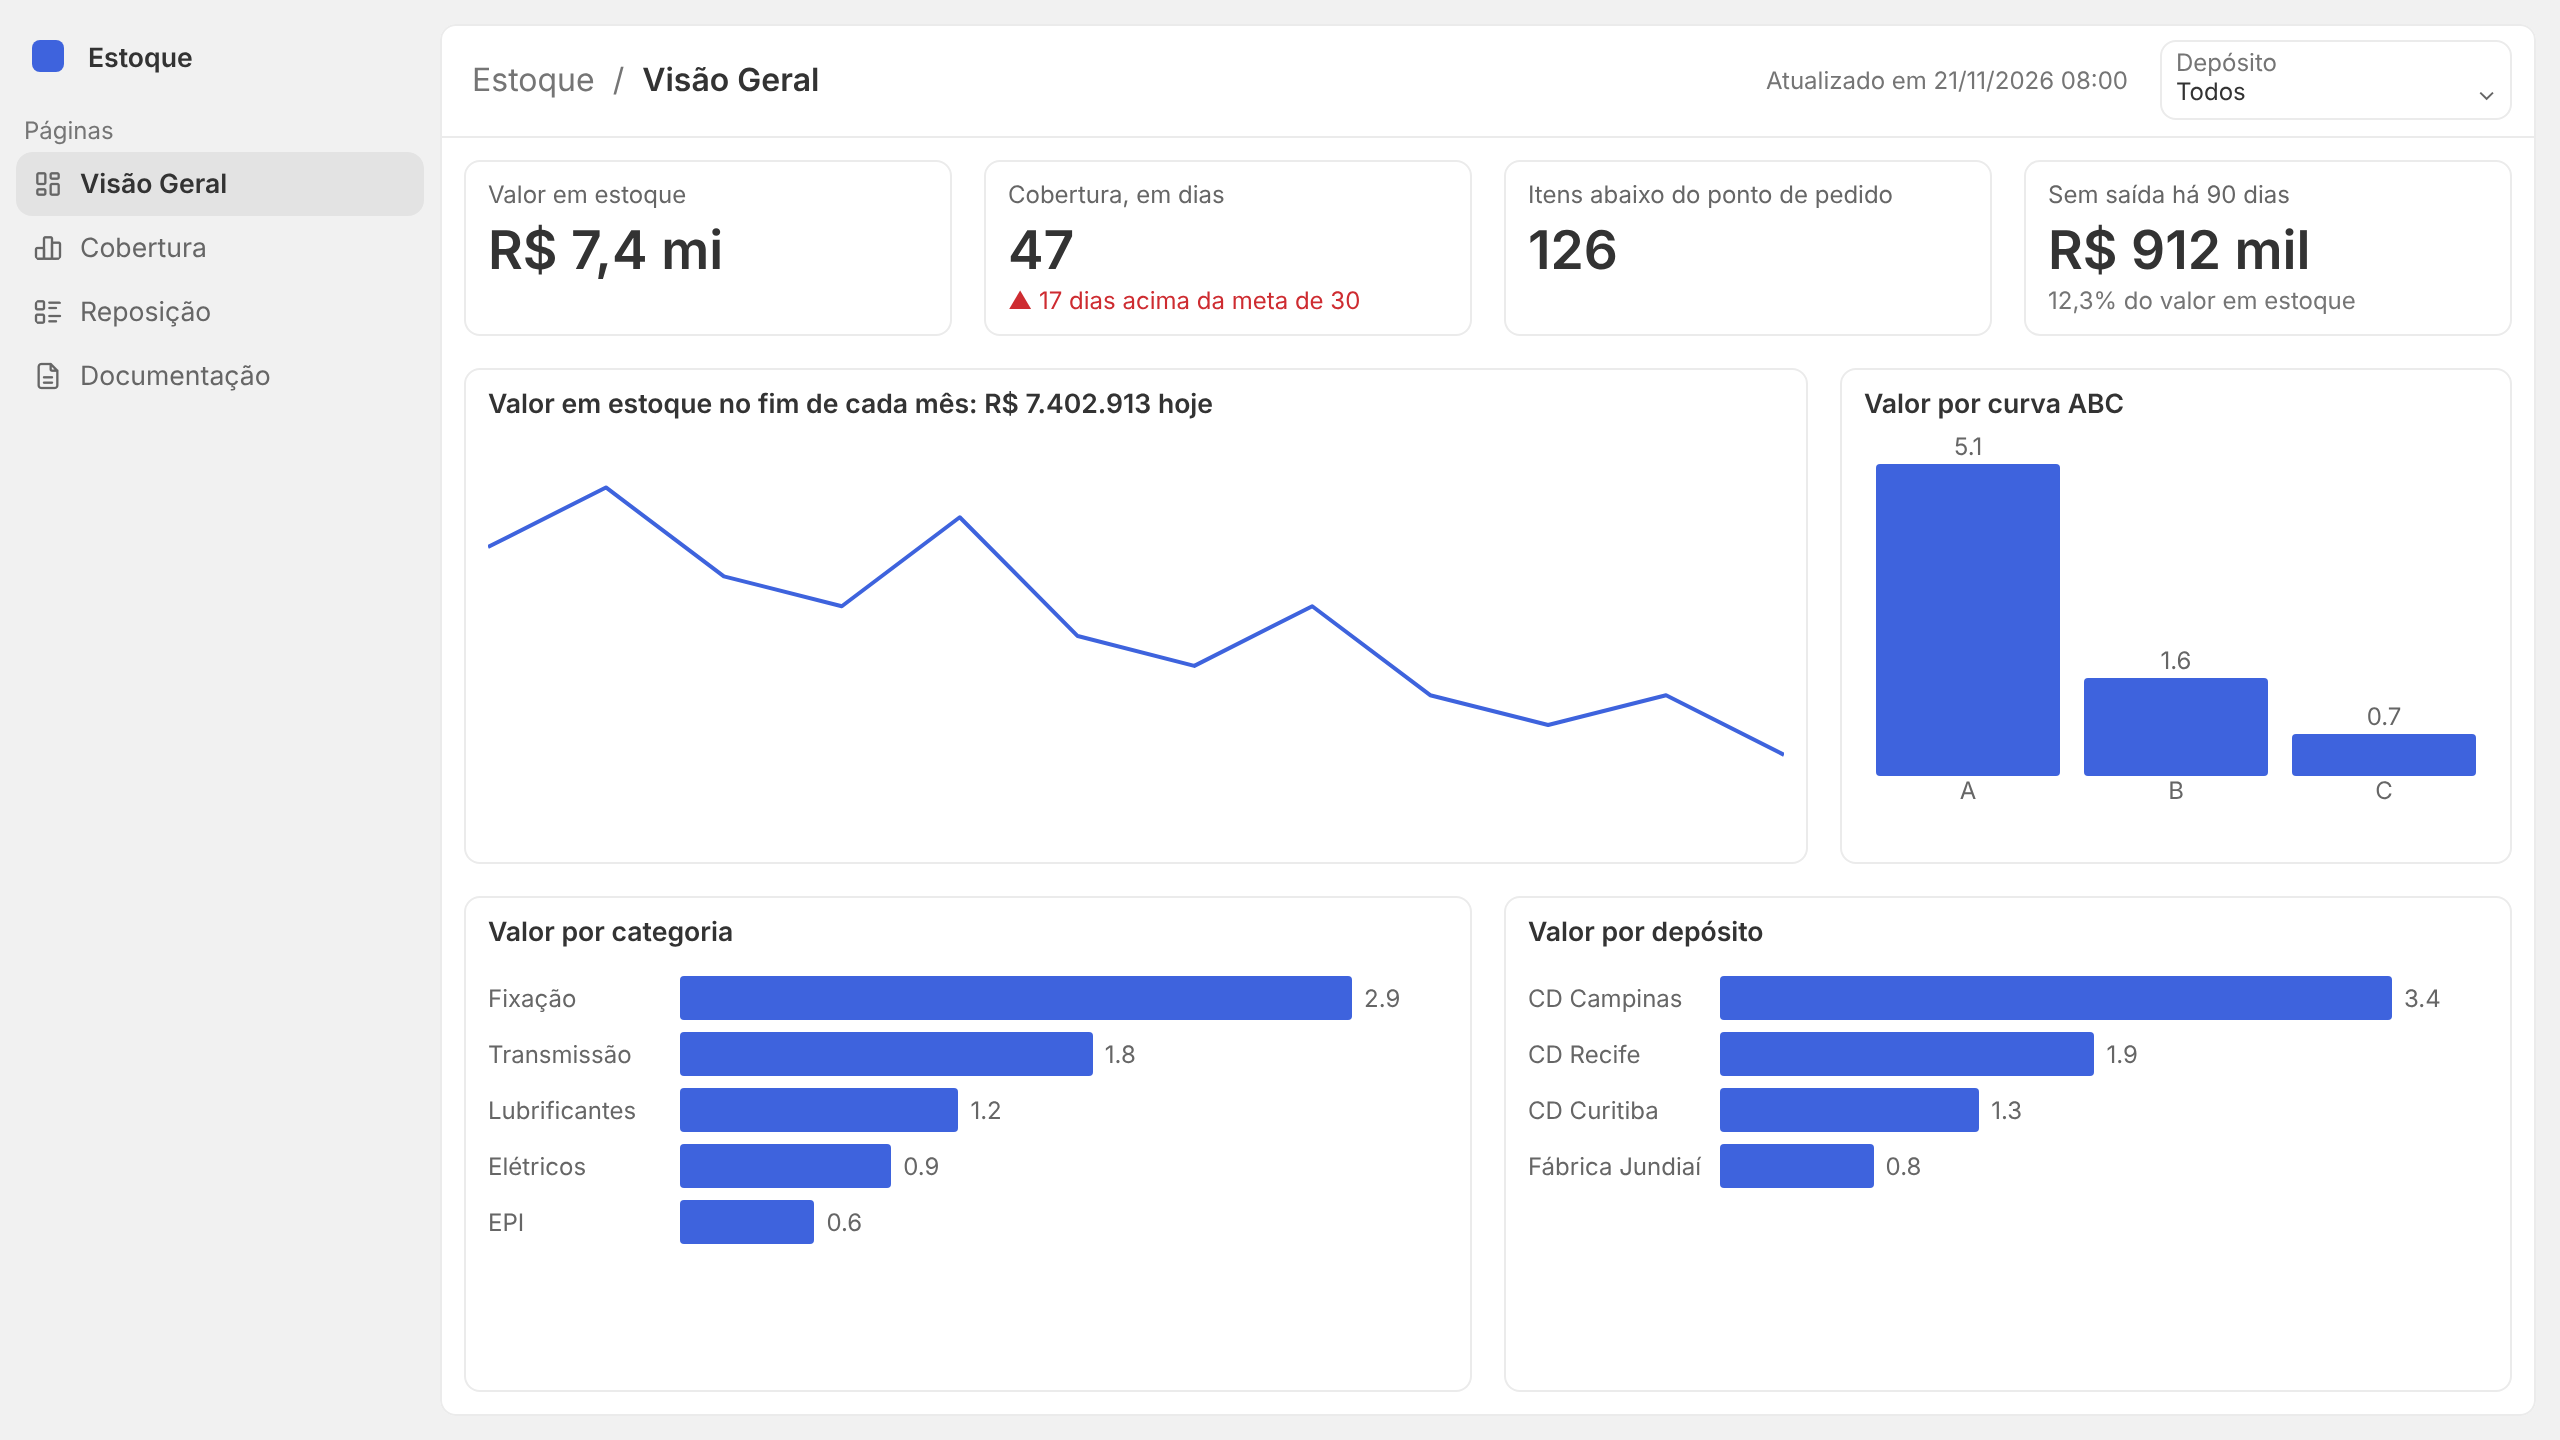 Estoque
Páginas
Visão Geral
Cobertura
Reposição
Documentação
Estoque / Visão Geral
Atualizado em 21/11/2026 08:00
Depósito
Todos
Valor em estoque
R$ 7,4 mi
Cobertura, em dias
47
▲ 17 dias acima da meta de 30
Itens abaixo do ponto de pedido
126
Sem saída há 90 dias
R$ 912 mil
12,3% do valor em estoque
Valor em estoque no fim de cada mês: R$ 7.402.913 hoje
Valor por curva ABC
5.1
1.6
0.7
A B C
Valor por categoria
Fixação 2.9
Transmissão 1.8
Lubrificantes 1.2
Elétricos 0.9
EPI 0.6
Valor por depósito
CD Campinas 3.4
CD Recife 1.9
CD Curitiba 1.3
Fábrica Jundiaí 0.8